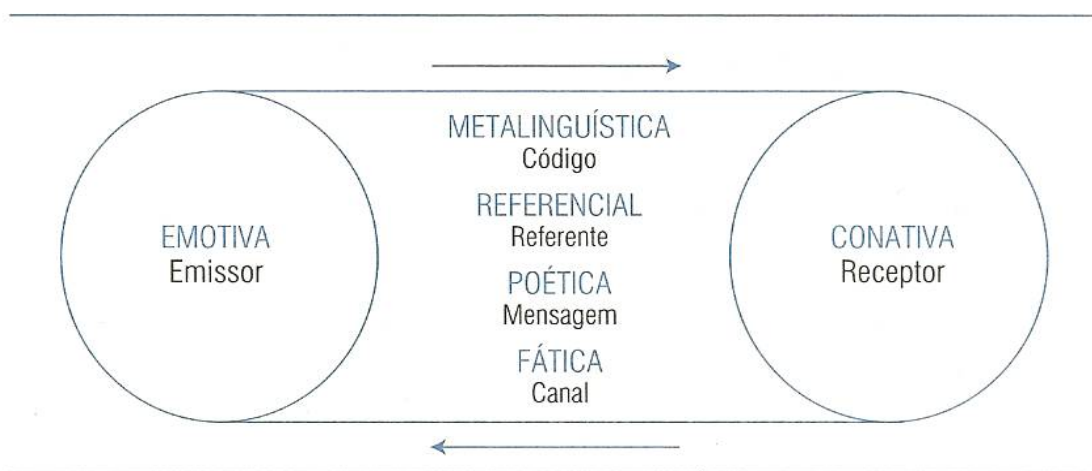 METALINGUÍSTICA
Código
REFERENCIAL
Referente
EMOTIVA
Emissor
POÉTICA
Mensagem
FÁTICA
Canal
CONATIVA
Receptor